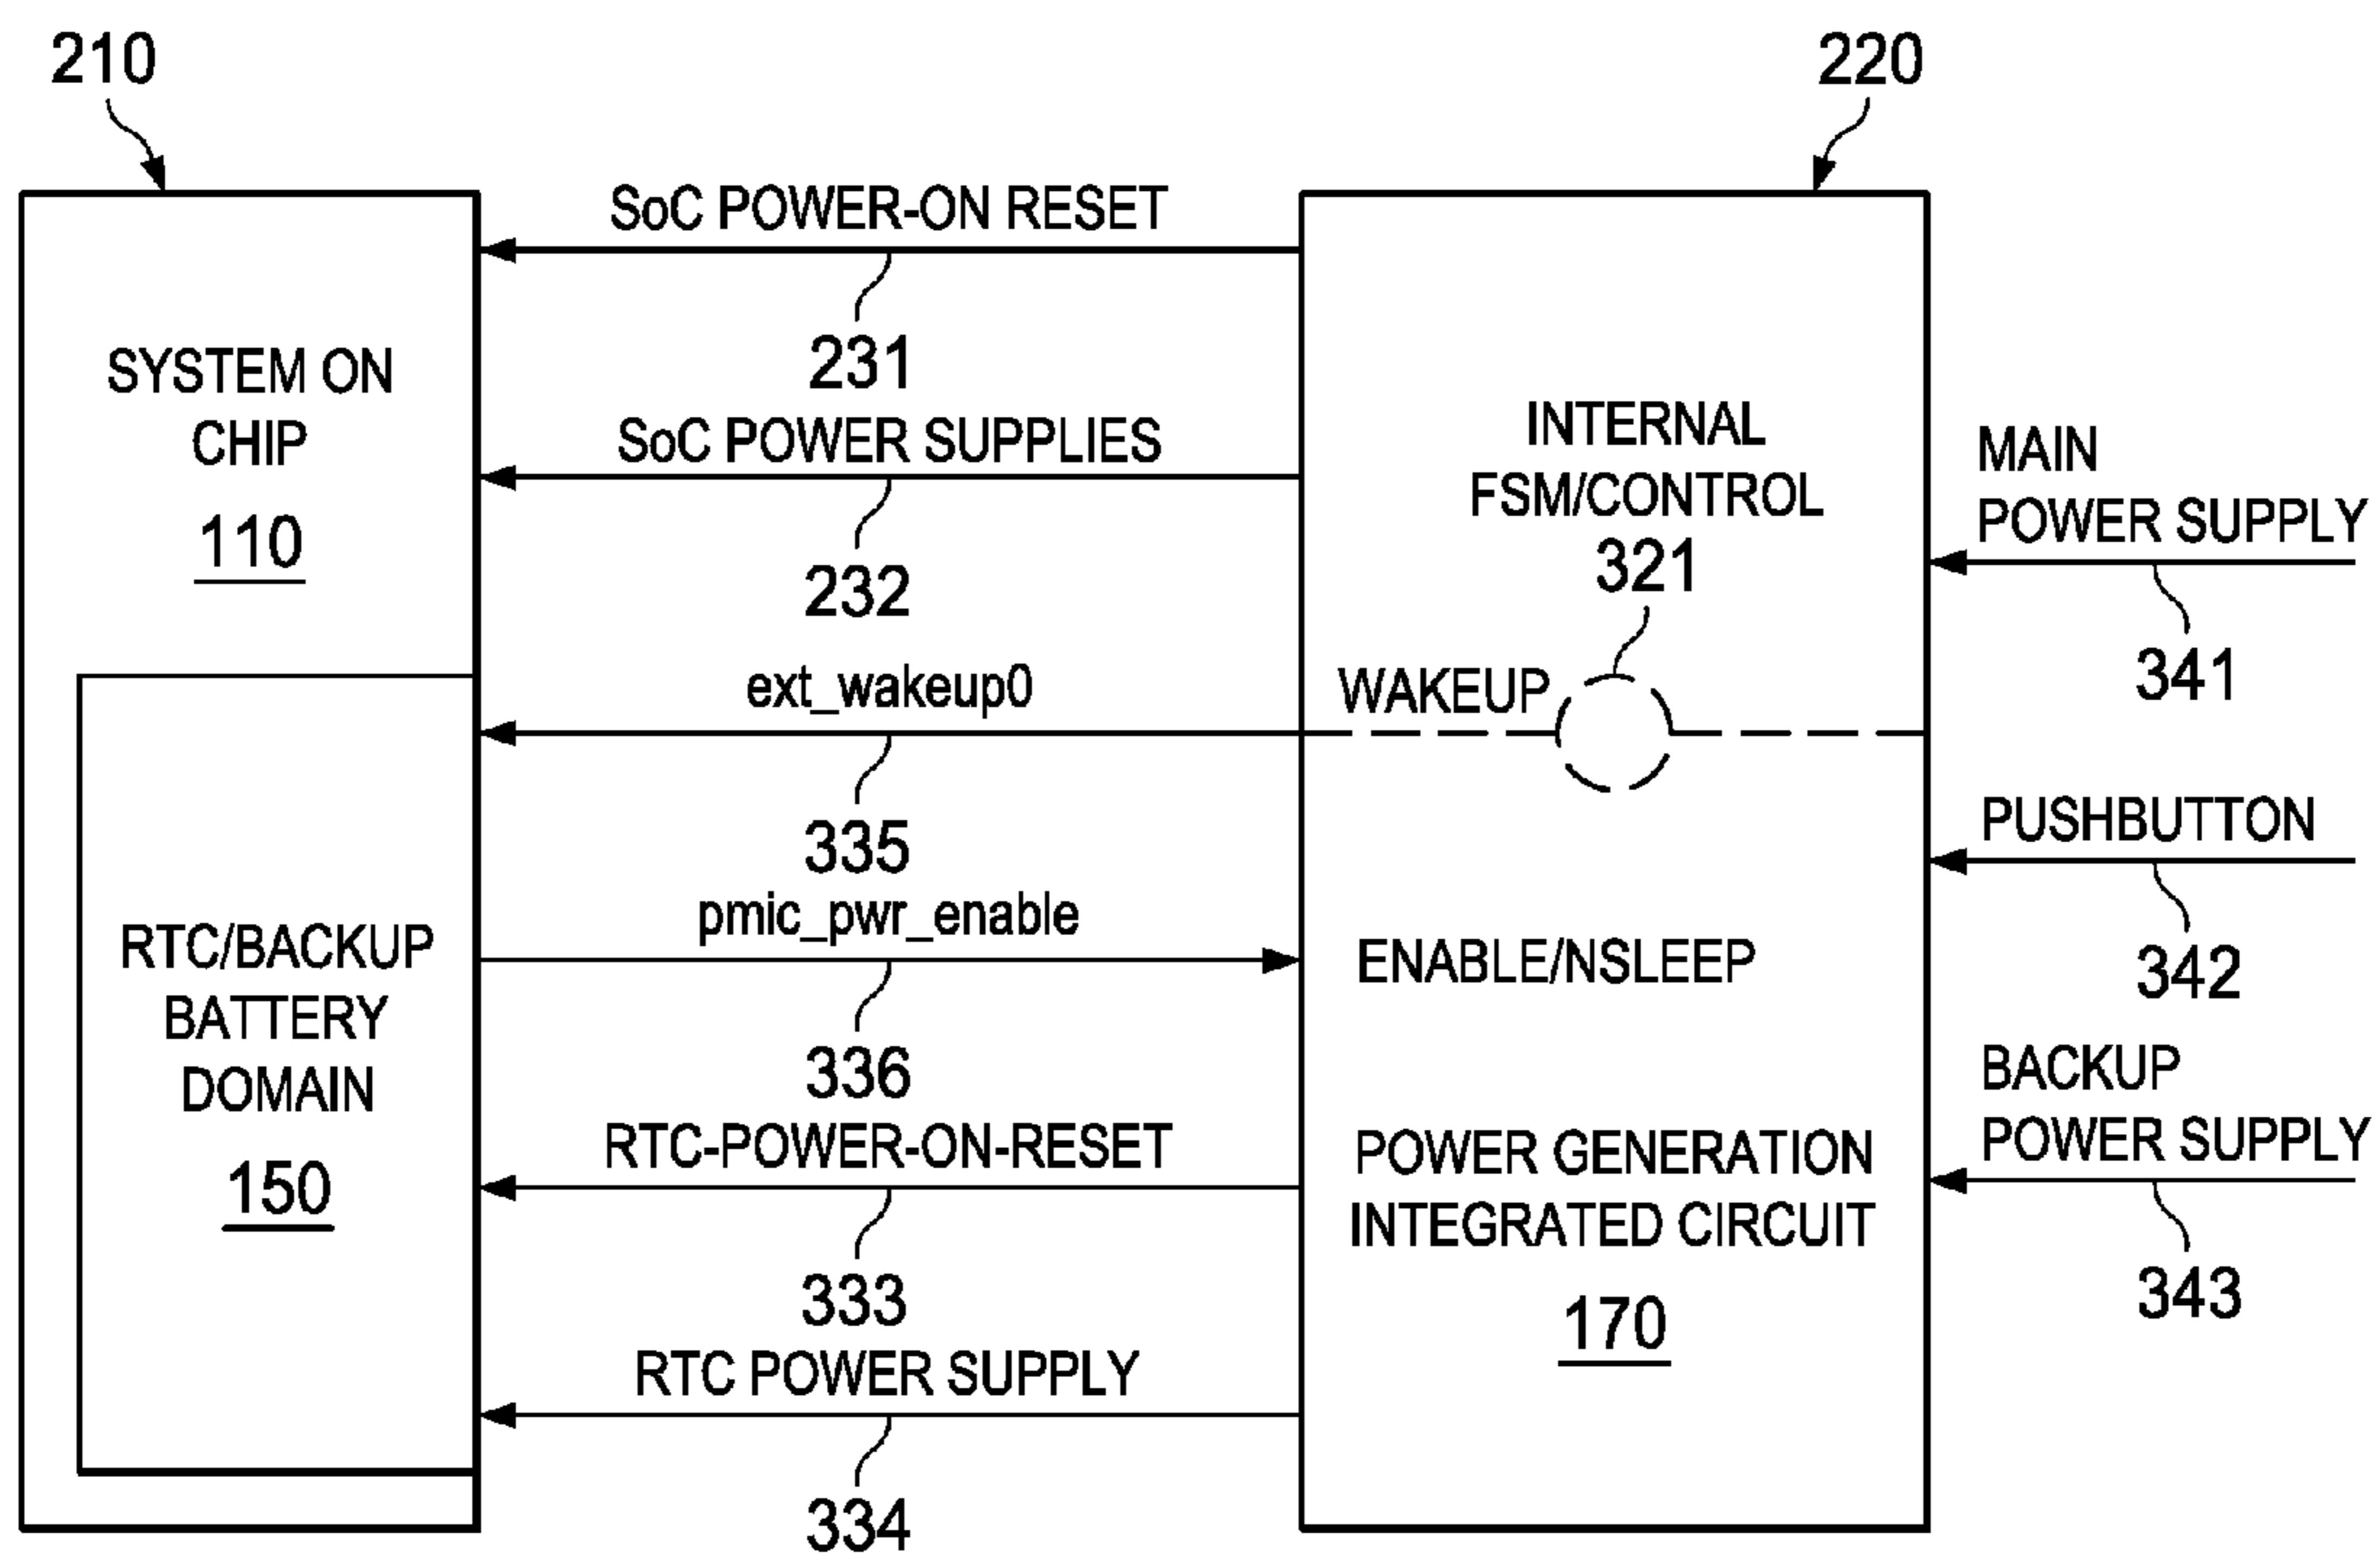 210
220
SoC POWER-ON RESET
231
SYSTEM ON
CHIP
110
SoC POWER SUPPLIES
232
INTERNAL
FSM/CONTROL
321
MAIN
POWER SUPPLY
341
ext_wakeup0
335
WAKEUP
PUSHBUTTON
342
RTC/BACKUP
BATTERY
DOMAIN
150
pmic_pwr_enable
336
ENABLE/NSLEEP
BACKUP
POWER SUPPLY
343
RTC-POWER-ON-RESET
333
POWER GENERATION
INTEGRATED CIRCUIT
170
RTC POWER SUPPLY
334